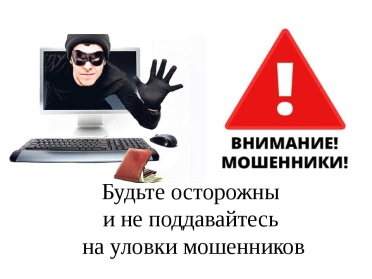 !
ВНИМАНИЕ!
МОШЕННИКИ!
Будьте осторожны
и не поддавайтесь
на уловки мошенников